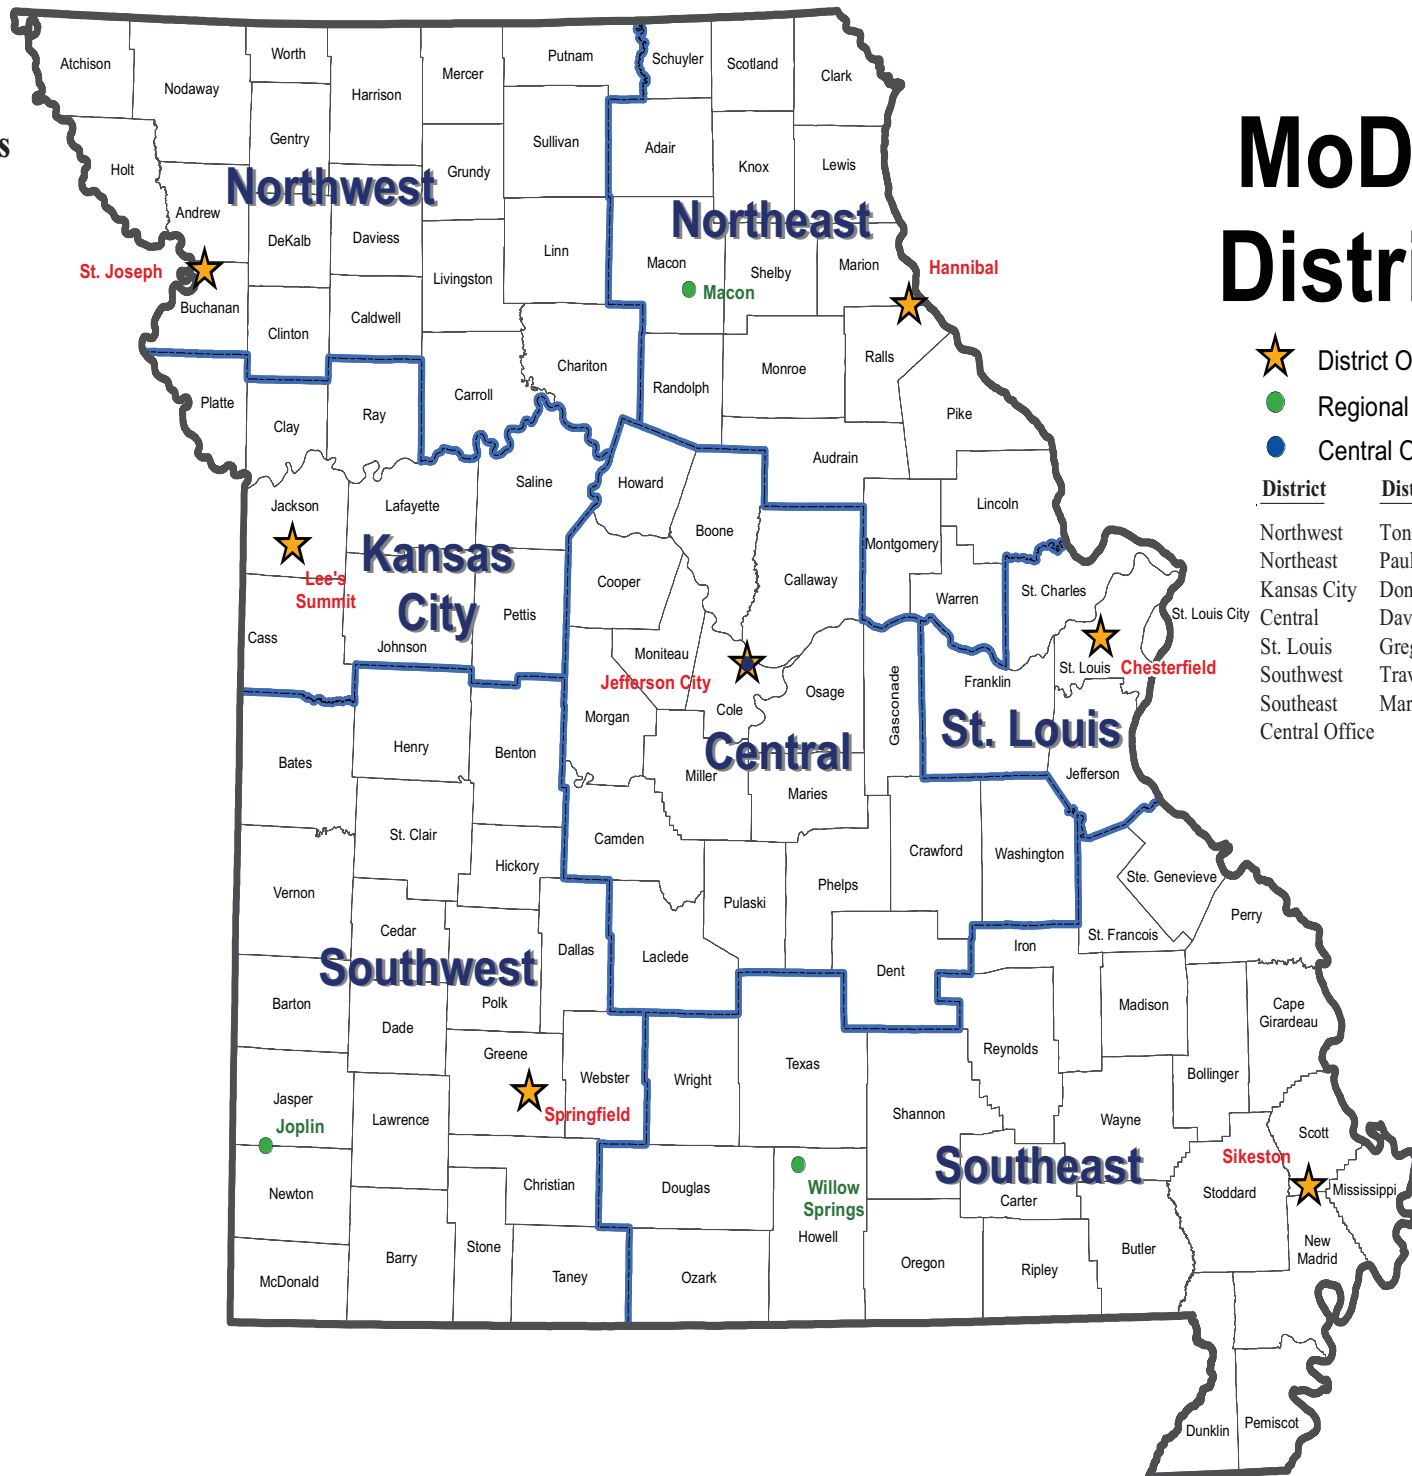 s
MoD
Distri
District O
Regional
Central O
District Dist
Northwest Ton
Northeast Paul
Kansas City Don
Central Dav
St. Louis Greg
Southwest Trav
Southeast Mar
Central Office
Atchison
Nodaway
Worth
Harrison
Mercer
Putnam
Schuyler
Scotland
Clark
Holt
Gentry
Grundy
Sullivan
Adair
Knox
Lewis
Northwest
Northeast
Andrew
DeKalb
Daviess
Livingston
Linn
Macon
Shelby
Marion
Hannibal
St. Joseph
Macon
Buchanan
Clinton
Caldwell
Carroll
Chariton
Randolph
Monroe
Ralls
Pike
Platte
Clay
Ray
Saline
Howard
Audrain
Boone
Lincoln
Jackson
Lafayette
Kansas
City
Lee's
Summit
Cass
Johnson
Pettis
Cooper
Callaway
Montgomery
Warren
St. Charles
St. Louis City
Moniteau
Jefferson City
Cole
Osage
Gasconade
Franklin
St. Louis
Chesterfield
Morgan
Central
St. Louis
Miller
Maries
Jefferson
Bates
Henry
Benton
St. Clair
Hickory
Camden
Crawford
Washington
Ste. Genevieve
Vernon
Cedar
Dallas
Pulaski
Phelps
Perry
St. Francois
Iron
Southwest
Laclede
Dent
Barton
Polk
Dade
Madison
Cape
Girardeau
Greene
Webster
Wright
Texas
Reynolds
Bollinger
Jasper
Joplin
Lawrence
Springfield
Shannon
Wayne
Scott
Southeast
Sikeston
Newton
Christian
Douglas
Willow
Springs
Howell
Carter
Stoddard
Mississippi
McDonald
Barry
Stone
Taney
Ozark
Oregon
Ripley
Butler
New
Madrid
Dunklin
Pemiscot